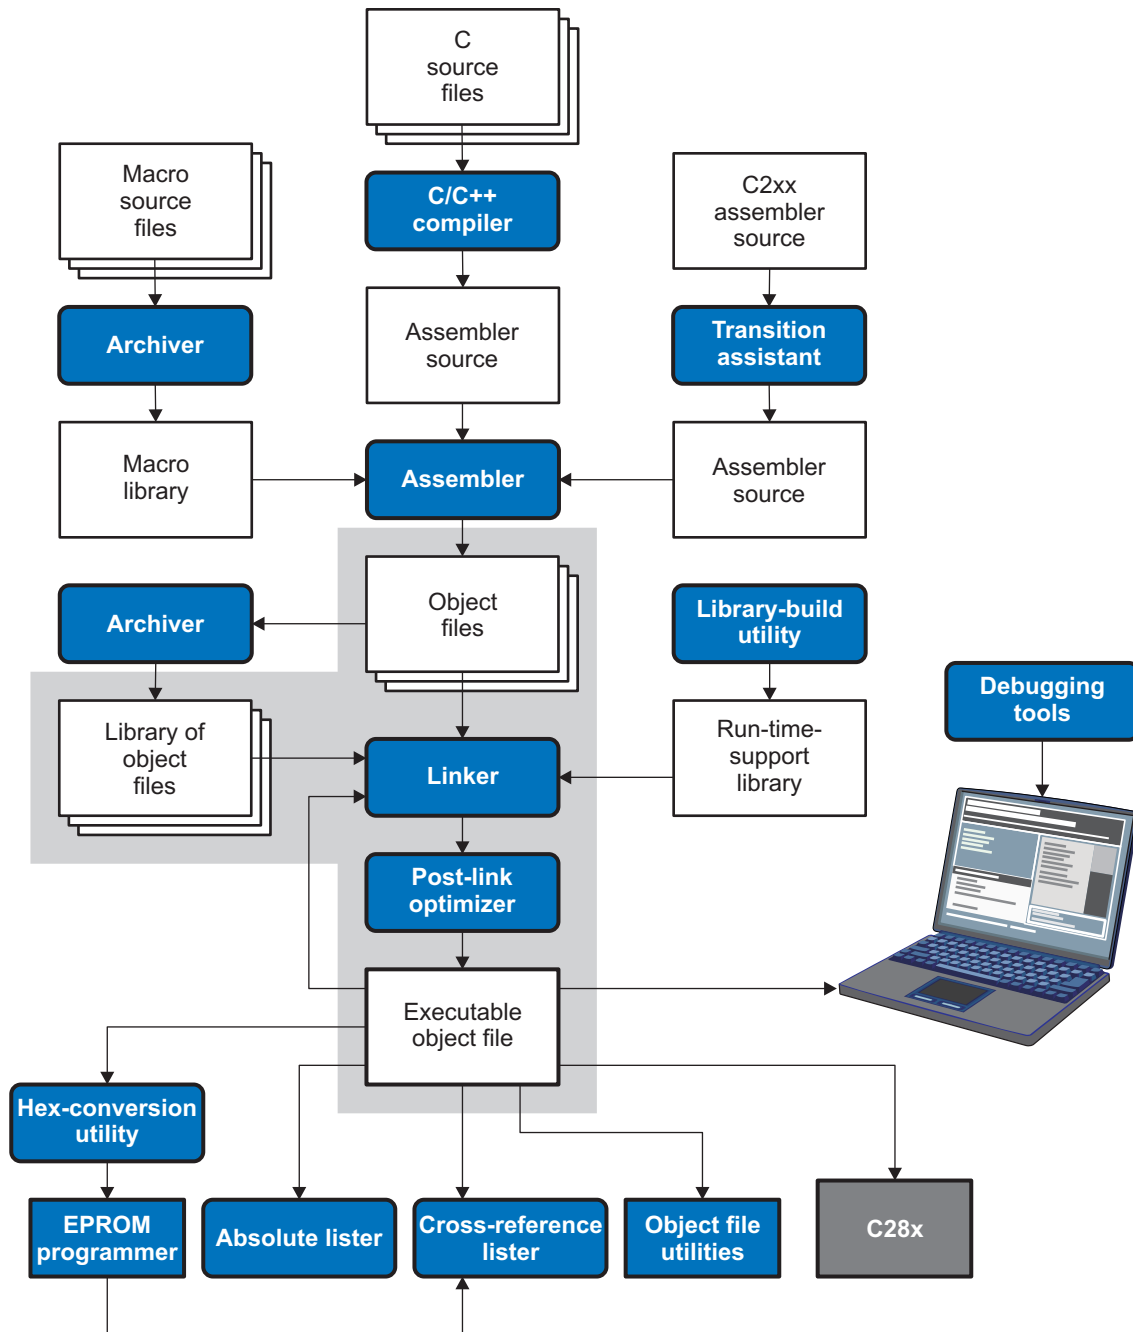 C
source
files
Macro
source
files
C/C++
compiler
C2xx
assembler
source
Archiver
Assembler
source
Transition
assistant
Macro
library
Assembler
Assembler
source
Archiver
Object
files
Library-build
utility
Debugging
tools
Library of
object
files
Linker
Run-time-
support
library
Post-link
optimizer
Executable
object file
Hex-conversion
utility
EPROM
programmer
Absolute lister
Cross-reference
lister
Object file
utilities
C28x